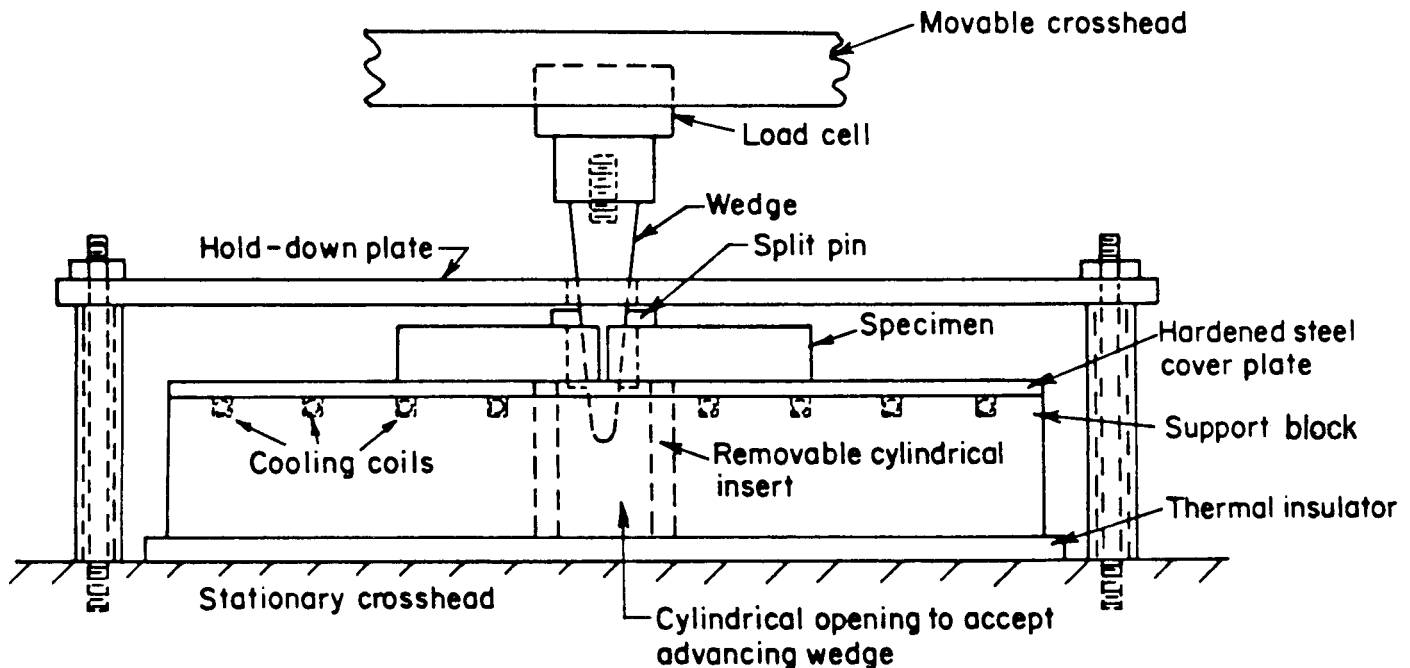 Movable crosshead
Load cell
Wedge
Split pin
Hold-down plate
Specimen
Hardened steel
cover plate
Support block
Cooling coils
Removable cylindrical
insert
Thermal insulator
Stationary crosshead
Cylindrical opening to accept
advancing wedge